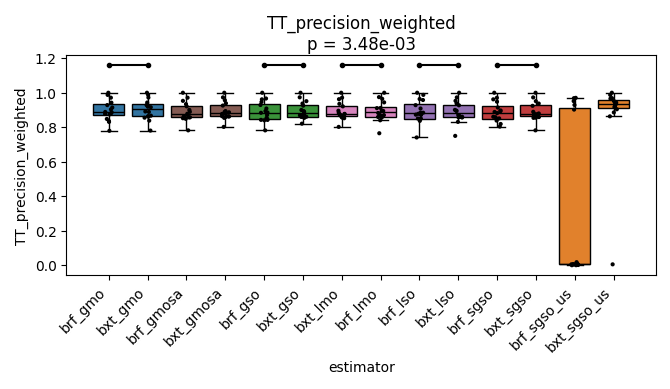 TT_precision_weighted
p = 3.48e-03
TT_precision_weighted
1.2
1.0
0.8
0.6
0.4
0.2
0.0
brf_gmo
bxt_gmo
brf_gmosa
bxt_gmosa
brf_gso
bxt_gso
bxt_lmo
brf_lmo
brf_lso
bxt_lso
brf_sgso
bxt_sgso
brf_sgso_us
bxt_sgso_us
estimator